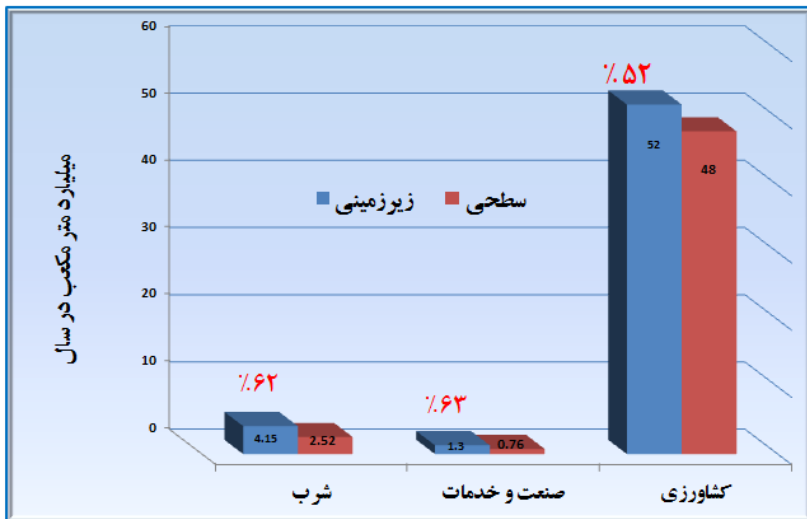 میلیارد متر مکعب در سال
60
50
40
30
20
10
0
زیرزمینی
سطحی
٪۶۲
٪۶۳
٪۵۲
4.15
2.52
1.3
0.76
52
48
شرب
صنعت و خدمات
کشاورزی